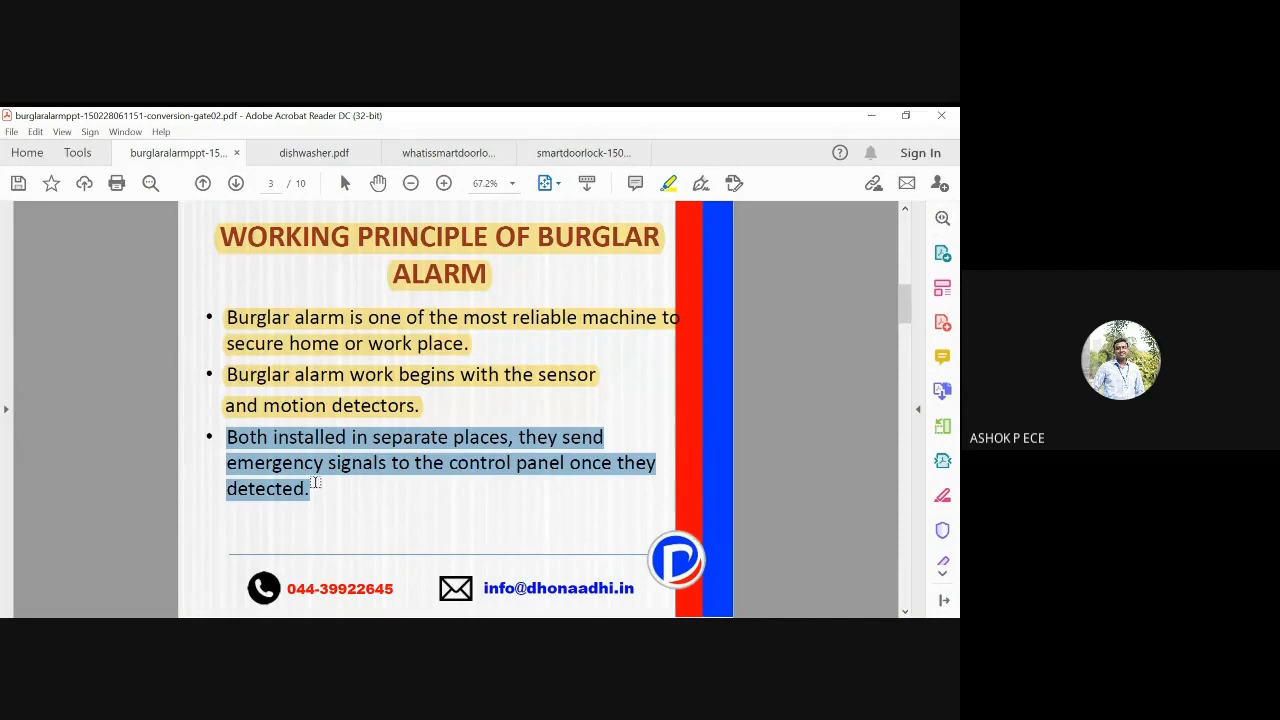 burglaralarmppt-150228061151-conversion-gate02.pdf - Adobe Acrobat Reader DC (32-bit)
File Edit View Sign Window Help
Home Tools burglaralarmppt-15... × dishwasher.pdf whatissmartdoorlo... smartdoorlock-150... Sign In
3 / 10 67.2%
WORKING PRINCIPLE OF BURGLAR
ALARM
• Burglar alarm is one of the most reliable machine to
secure home or work place.
• Burglar alarm work begins with the sensor
and motion detectors.
• Both installed in separate places, they send
emergency signals to the control panel once they
detected.
044-39922645 info@dhonaadhi.in
ASHOK P ECE